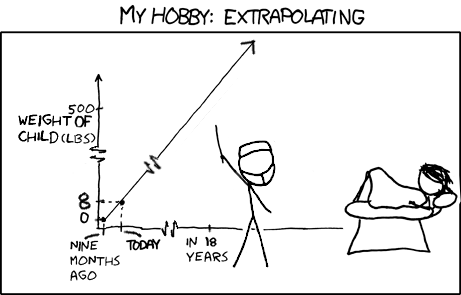 MY HOBBY: EXTRAPOLATING
500
WEIGHT OF
CHILD (LBS)
8
0
NINE
MONTHS
AGO
TODAY
IN 18
YEARS